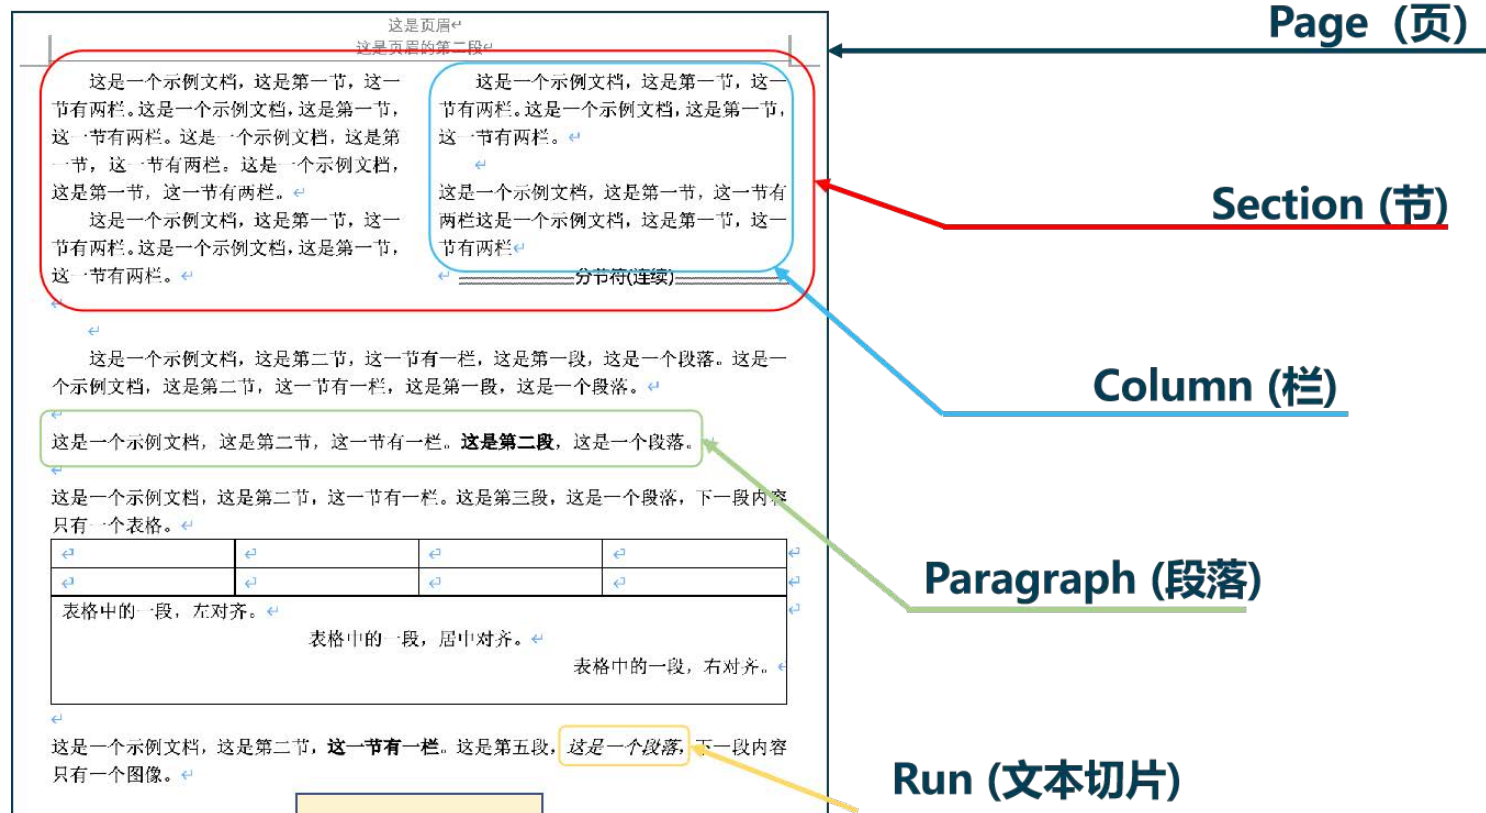 这是页眉
这是页眉的第二段
这是一个示例文档，这是第一节，这一
节有两栏。这是一个示例文档，这是第一节，
这一节有两栏。这是一个示例文档，这是第
一节，这一节有两栏。这是一个示例文档，
这是第一节，这一节有两栏。
这是一个示例文档，这是第一节，这一
节有两栏。这是一个示例文档，这是第一节，
这一节有两栏。
这是一个示例文档，这是第一节，这一
节有两栏。这是一个示例文档，这是第一节，
这一节有两栏。
这是一个示例文档，这是第一节，这一节有
两栏这是一个示例文档，这是第一节，这一
节有两栏
分节符(连续)
这是一个示例文档，这是第二节，这一节有一栏，这是第一段，这是一个段落。这是一
个示例文档，这是第二节，这一节有一栏，这是第一段，这是一个段落。
这是一个示例文档，这是第二节，这一节有一栏。这是第二段，这是一个段落。
这是一个示例文档，这是第二节，这一节有一栏。这是第三段，这是一个段落，下一段内容
只有一个表格。
表格中的一段，左对齐。
表格中的一段，居中对齐。
表格中的一段，右对齐。
这是一个示例文档，这是第二节，这一节有一栏。这是第五段，这是一个段落，下一段内容
只有一个图像。
Page (页)
Section (节)
Column (栏)
Paragraph (段落)
Run (文本切片)